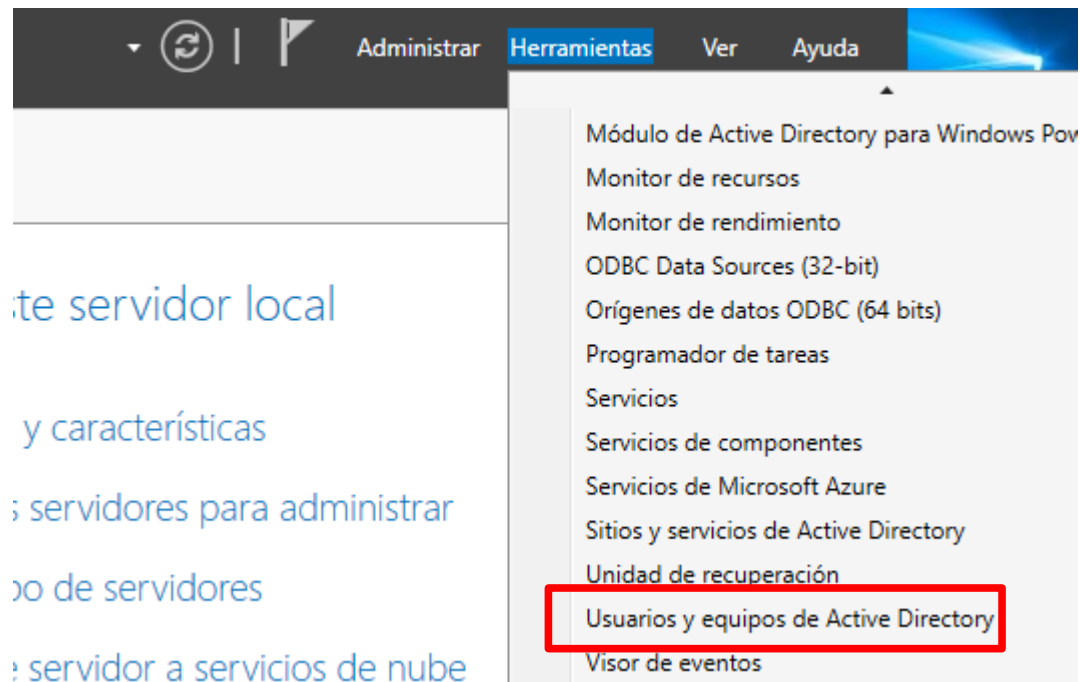 Administrar Herramientas Ver Ayuda
Módulo de Active Directory para Windows
Monitor de recursos
Monitor de rendimiento
ODBC Data Sources (32-bit)
Orígenes de datos ODBC (64 bits)
Programador de tareas
Servicios
Servicios de componentes
Servicios de Microsoft Azure
Sitios y servicios de Active Directory
Unidad de recuperación
Usuarios y equipos de Active Directory
Visor de eventos
servidor local
y características
servidores para administrar
de servidores
servidor a servicios de nube